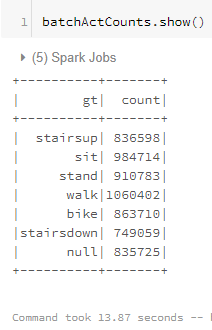 1 batchActCounts.show()
▸ (5) Spark Jobs
+----------+-------+
|        gt|  count|
+----------+-------+
|  stairsup| 836598|
|       sit| 984714|
|     stand| 910783|
|      walk|1060402|
|      bike| 863710|
|stairsdown| 749059|
|      null| 835725|
+----------+-------+
Command took 13.87 seconds --